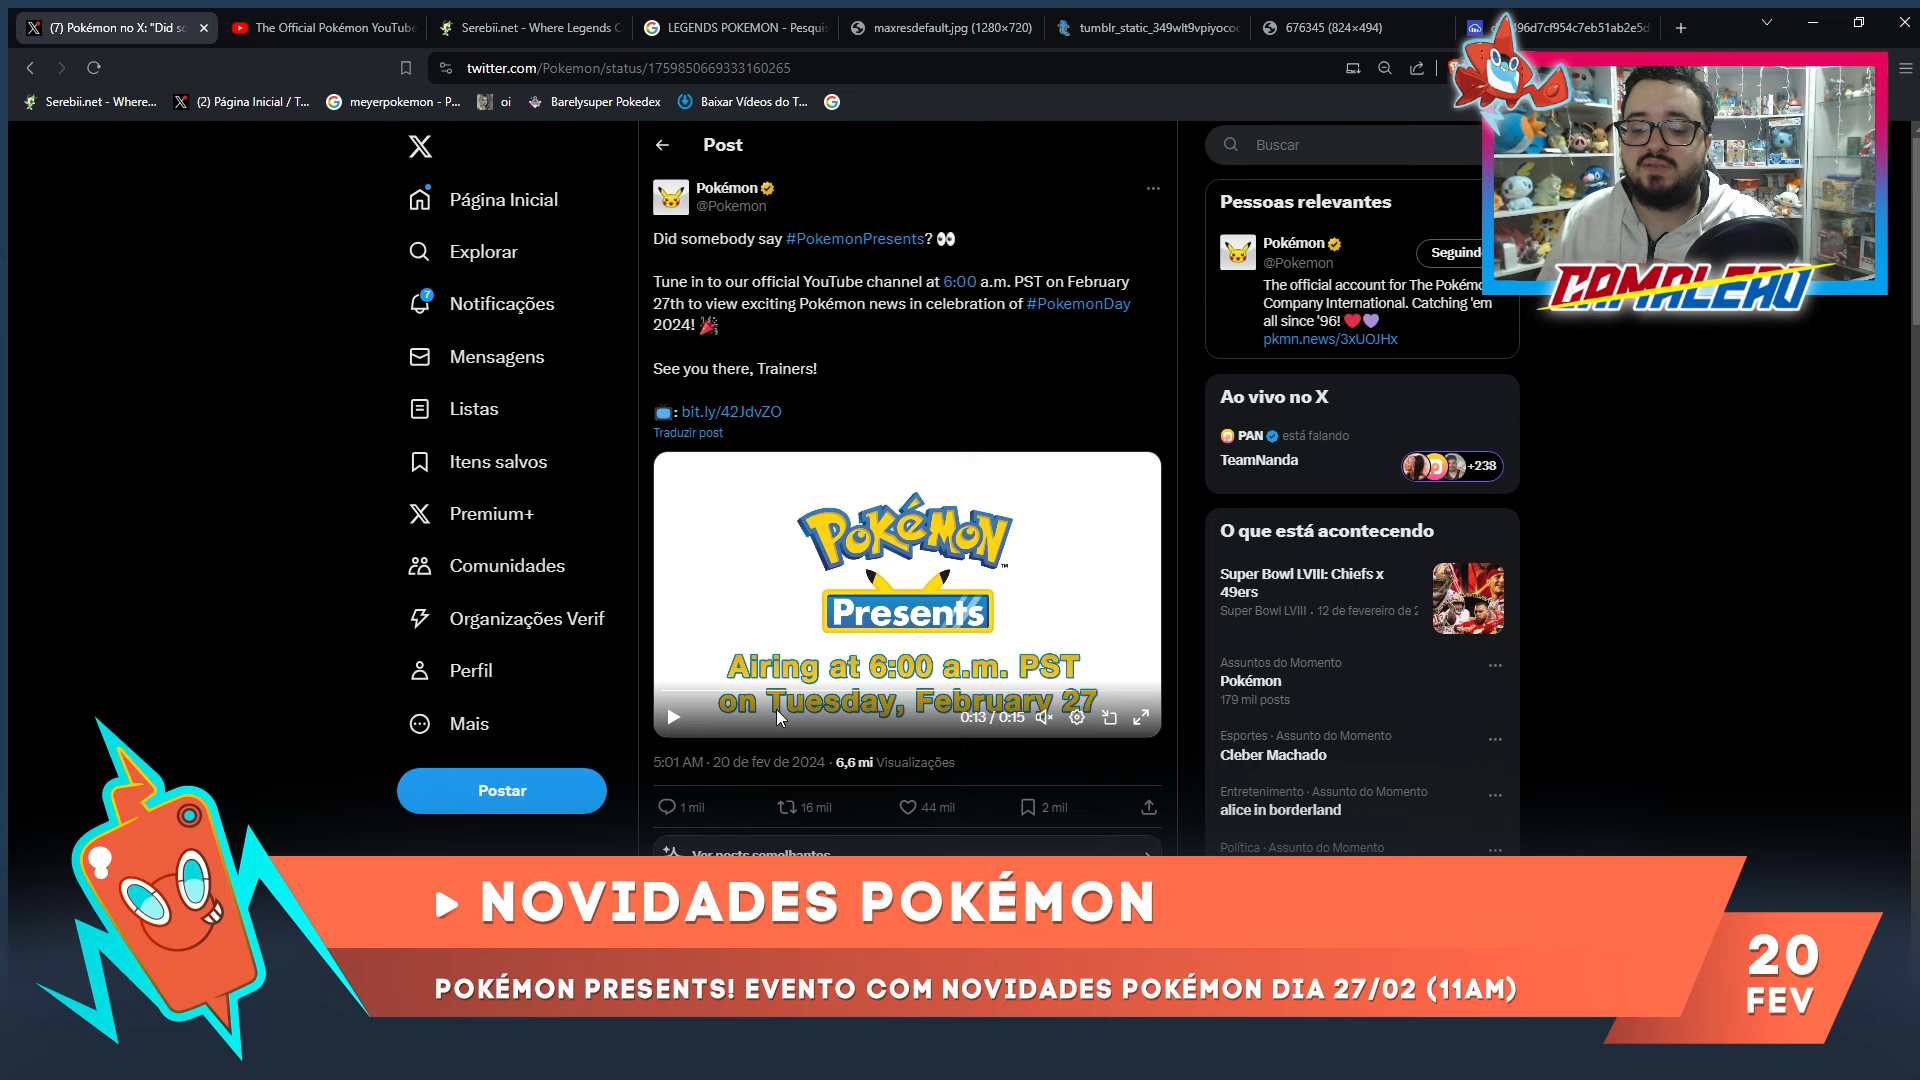 (7) Pokémon no X: "Did so
The Official Pokémon YouTube
Serebii.net - Where Legends C
LEGENDS POKEMON - Pesquis
maxresdefault.jpg (1280×720)
tumblr_static_349wlt9vpiyococ
676345 (824×494)
496d7cf954c7eb51ab2e5d
twitter.com/Pokemon/status/1759850669333160265
Serebii.net - Where...
(2) Página Inicial / T...
meyerpokemon - P...
oi
Barelysuper Pokedex
Baixar Vídeos do T...
Post
Página Inicial
Explorar
Notificações
7
Mensagens
Listas
Itens salvos
Premium+
Comunidades
Organizações Verif
Perfil
Mais
Postar
Pokémon
@Pokemon
Did somebody say #PokemonPresents? 👀
Tune in to our official YouTube channel at 6:00 a.m. PST on February
27th to view exciting Pokémon news in celebration of #PokemonDay
2024! 🎉
See you there, Trainers!
📺: bit.ly/42JdvZO
Traduzir post
POKéMON
TM
Presents
Airing at 6:00 a.m. PST
on Tuesday, February 27
0:13 / 0:15
5:01 AM · 20 de fev de 2024 · 6,6 mi Visualizações
1 mil
16 mil
44 mil
2 mil
Ver posts semelhantes
Buscar
Pessoas relevantes
Pokémon
@Pokemon
Seguind
The official account for The Pokémo
Company International. Catching 'em
all since '96! ❤️💜
pkmn.news/3xUOJHx
Ao vivo no X
PAN está falando
TeamNanda
+238
O que está acontecendo
Super Bowl LVIII: Chiefs x
49ers
Super Bowl LVIII · 12 de fevereiro de 2
Assuntos do Momento
Pokémon
179 mil posts
Esportes · Assunto do Momento
Cleber Machado
Entretenimento · Assunto do Momento
alice in borderland
Política · Assunto do Momento
CAMALEAO
NOVIDADES POKÉMON
POKÉMON PRESENTS! EVENTO COM NOVIDADES POKÉMON DIA 27/02 (11AM)
20
FEV